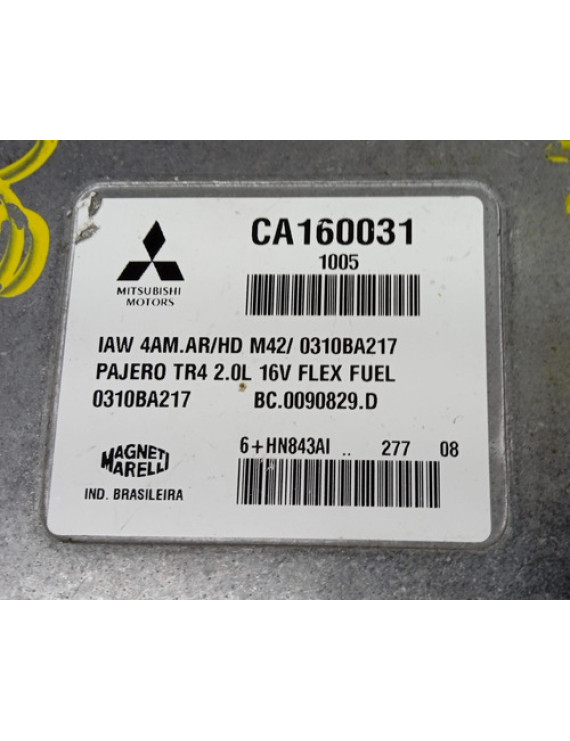 CA160031
1005
MITSUBISHI
MOTORS
IAW 4AM.AR/HD M42/ 0310BA217
PAJERO TR4 2.0L 16V FLEX FUEL
0310BA217 BC.0090829.D
6+HN843AI .. 277 08
MAGNETI
MARELLI
IND. BRASILEIRA